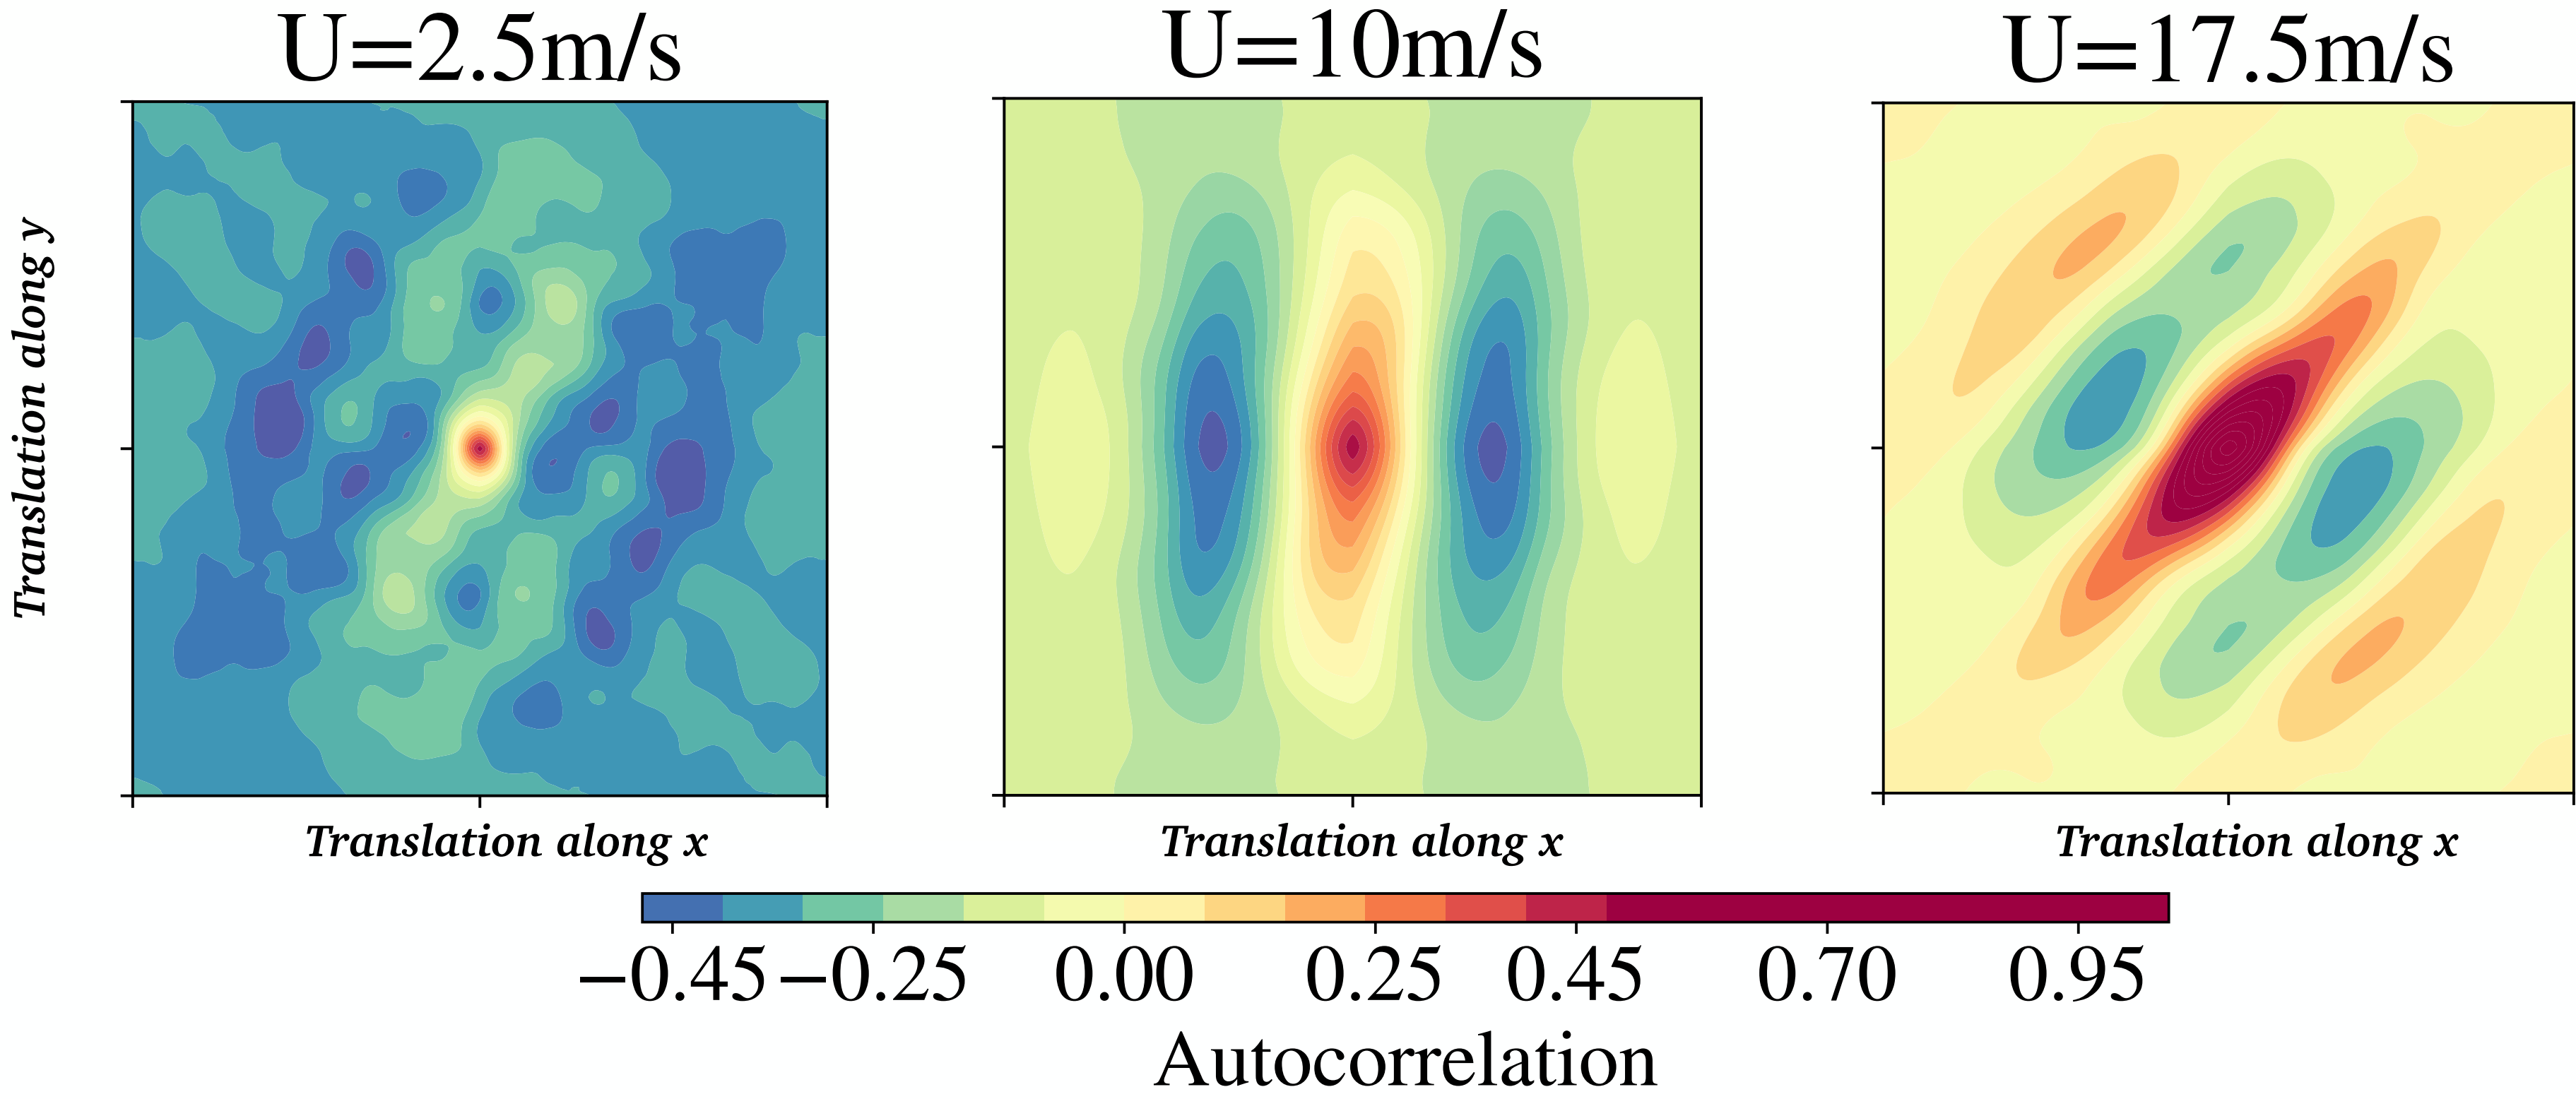 U=2.5m/s U=10m/s U=17.5m/s
Translation along y
Translation along x Translation along x Translation along x
−0.45 −0.25 0.00 0.25 0.45 0.70 0.95
Autocorrelation